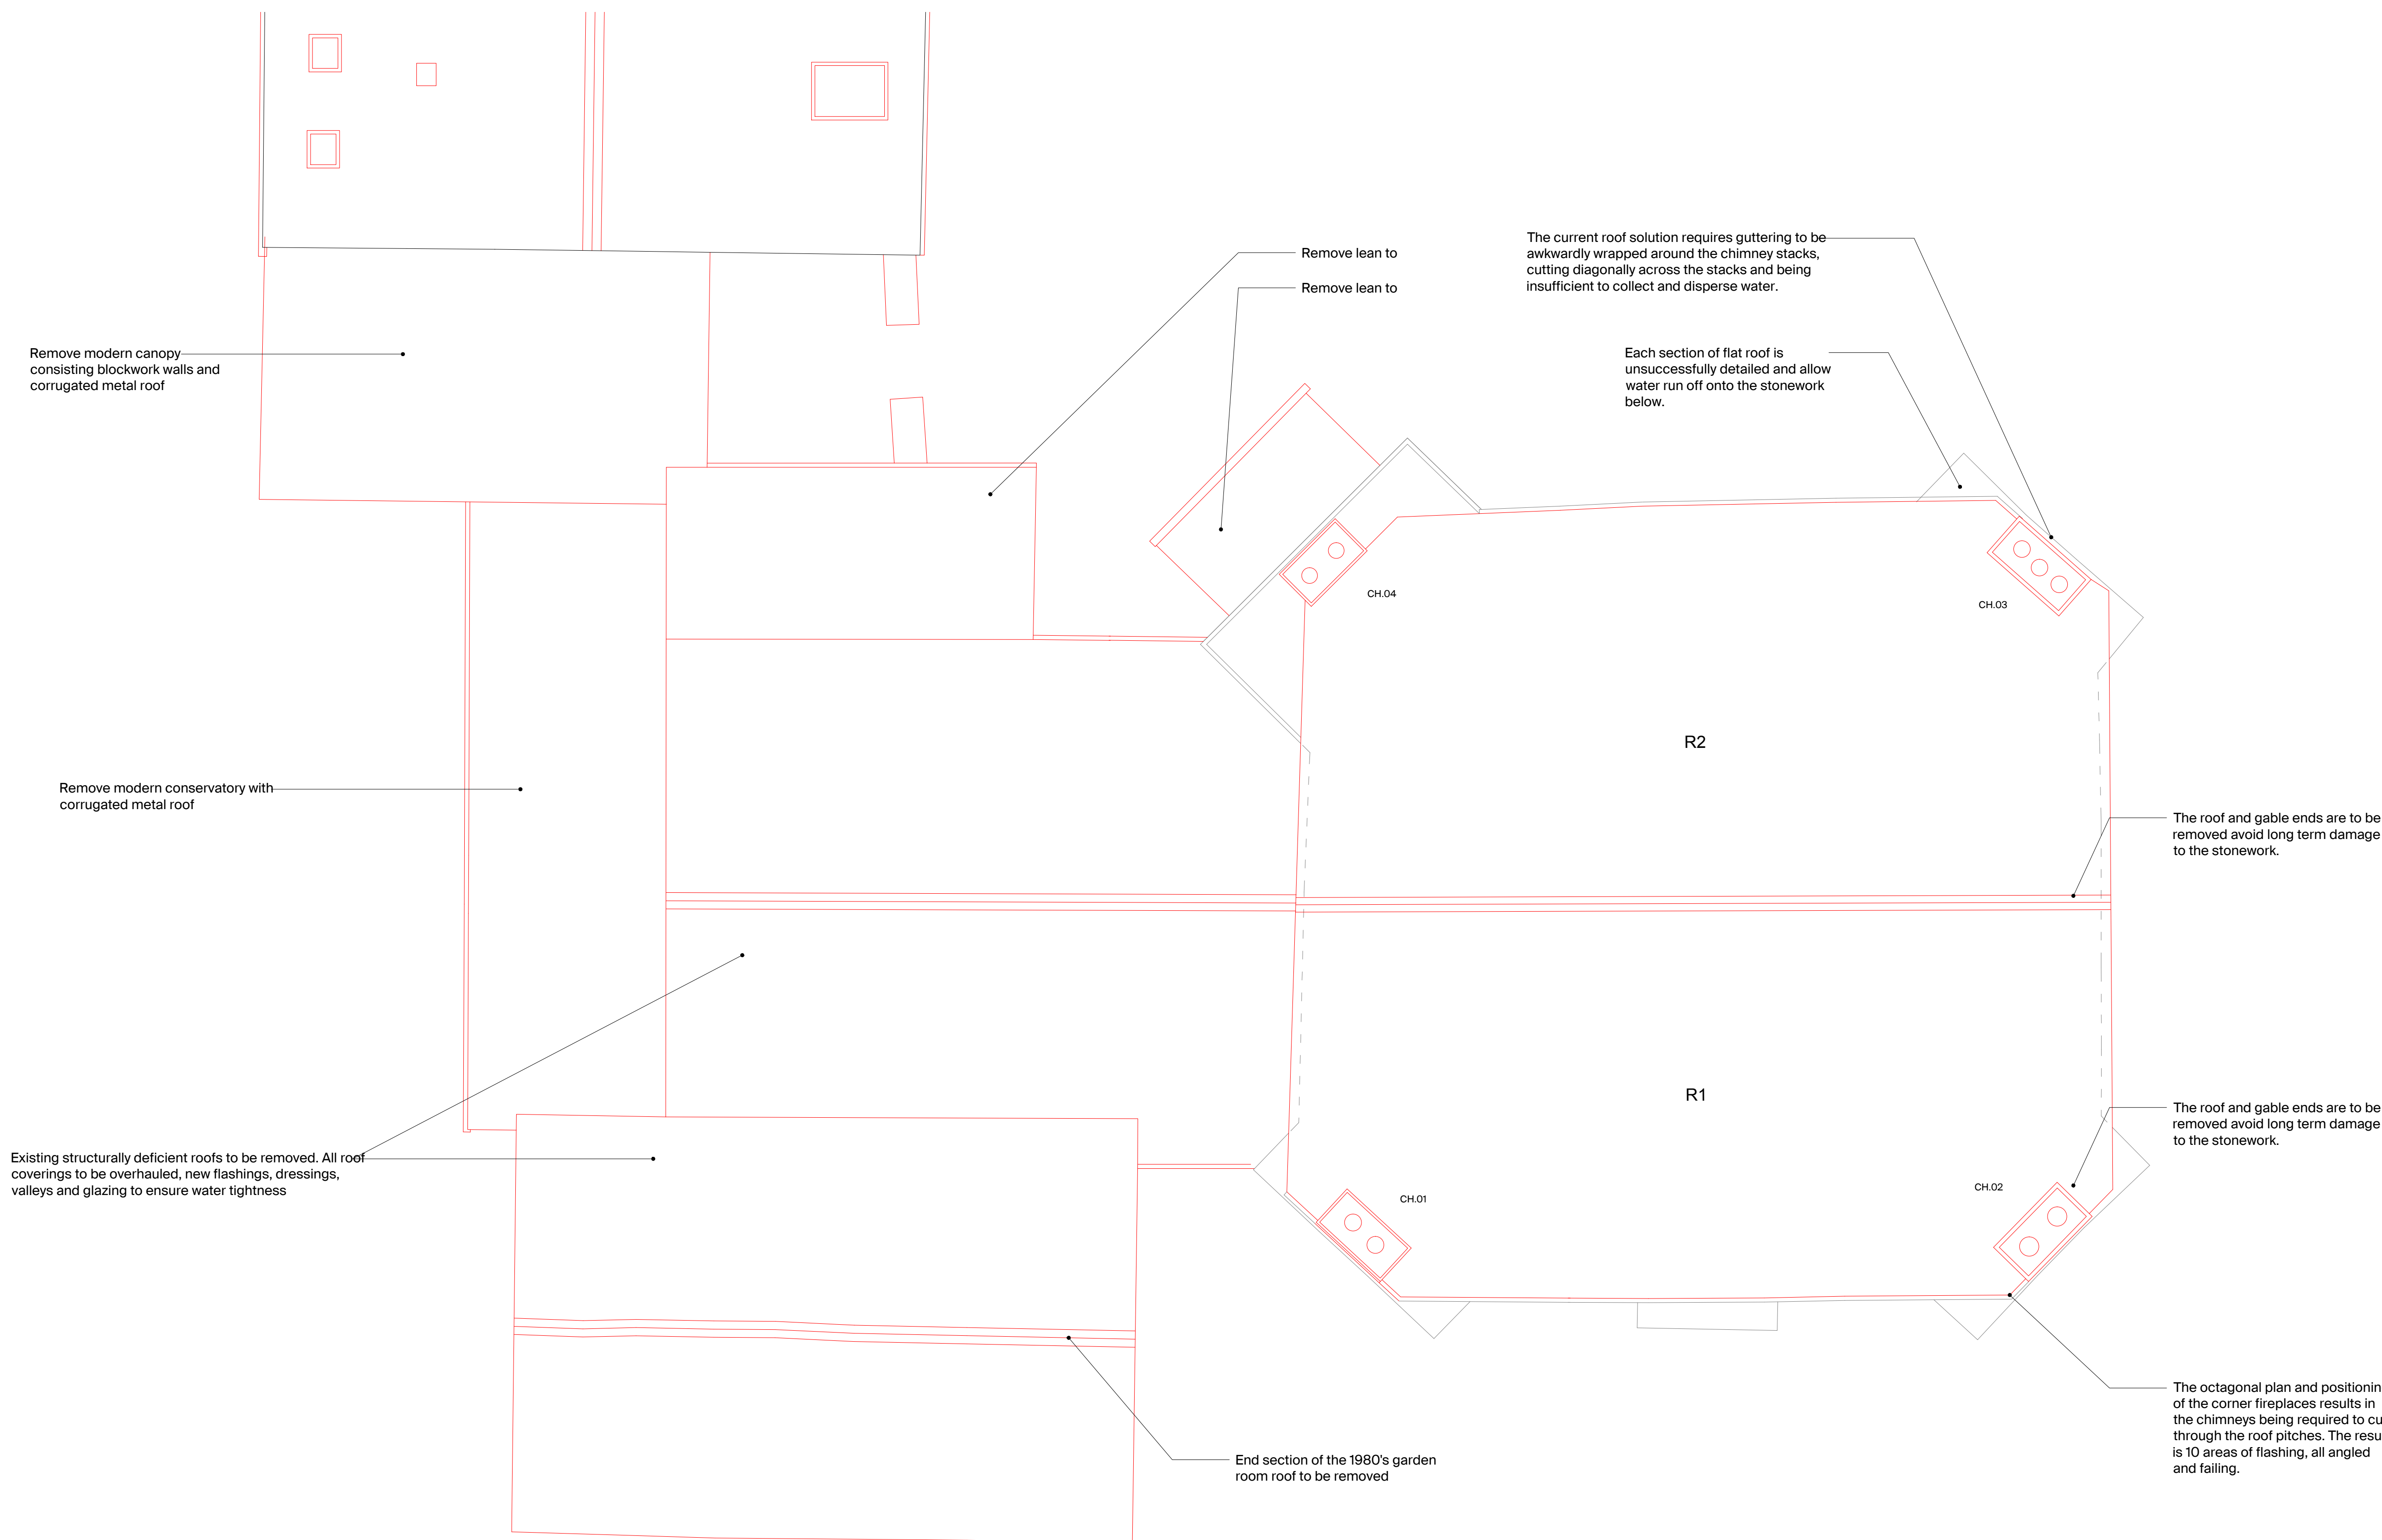 Remove lean to
Remove lean to
The current roof solution requires guttering to be
awkwardly wrapped around the chimney stacks,
cutting diagonally across the stacks and being
insufficient to collect and disperse water.
Remove modern canopy
consisting blockwork walls and
corrugated metal roof
Each section of flat roof is
unsuccessfully detailed and allow
water run off onto the stonework
below.
CH.04
CH.03
R2
Remove modern conservatory with
corrugated metal roof
The roof and gable ends are to be
removed avoid long term damage
to the stonework.
R1
The roof and gable ends are to be
removed avoid long term damage
to the stonework.
Existing structurally deficient roofs to be removed. All roof
coverings to be overhauled, new flashings, dressings,
valleys and glazing to ensure water tightness
CH.01
CH.02
The octagonal plan and positionin
of the corner fireplaces results in
the chimneys being required to cu
through the roof pitches. The resu
is 10 areas of flashing, all angled
and failing.
End section of the 1980's garden
room roof to be removed